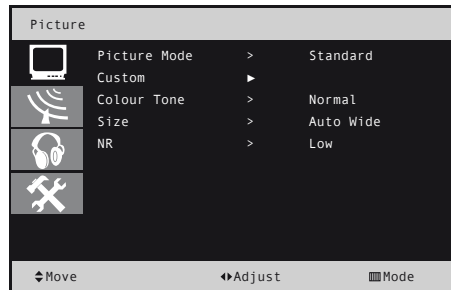 Picture
Picture Mode > Standard
Custom ►
Colour Tone > Normal
Size > Auto Wide
NR > Low
Move Adjust Mode